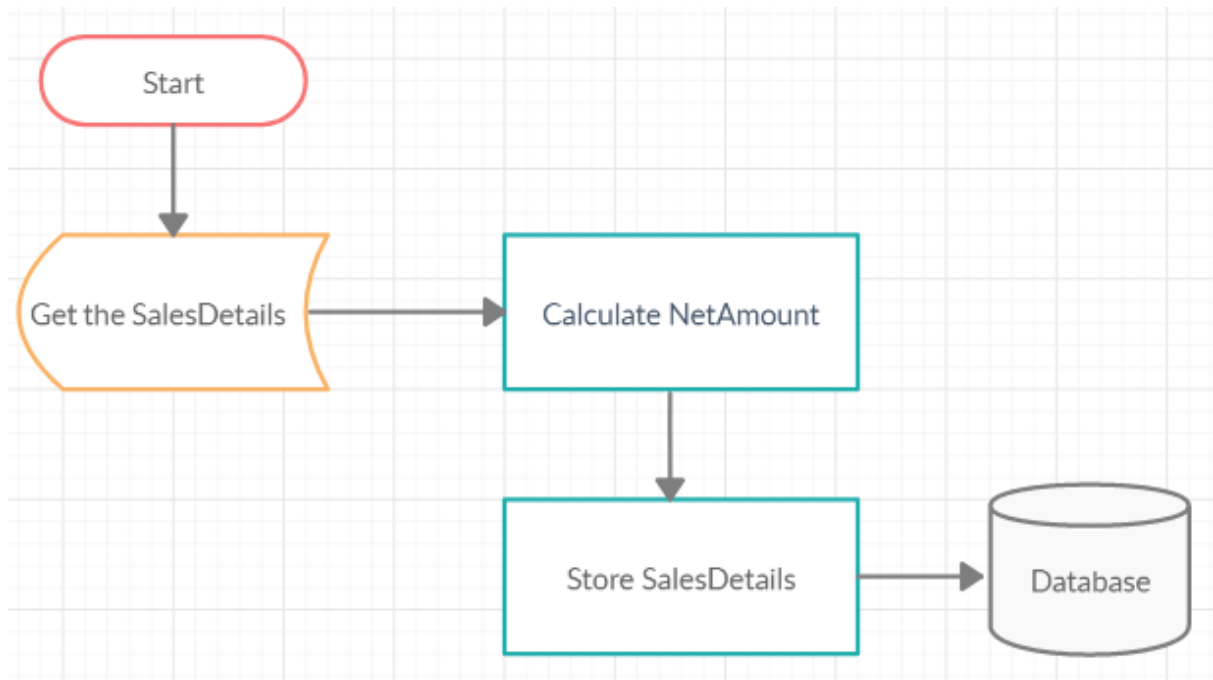 Start
Get the SalesDetails
Calculate NetAmount
Store SalesDetails
Database